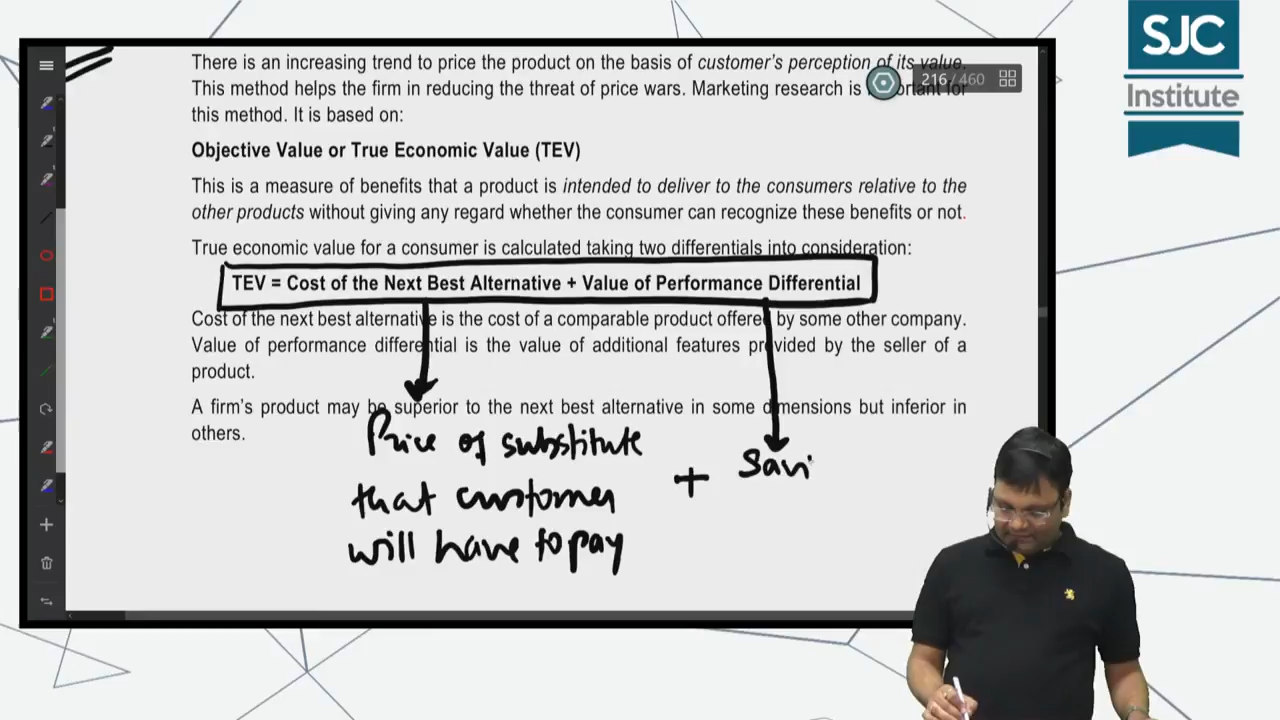 SJC
Institute
216 / 460
There is an increasing trend to price the product on the basis of customer's perception of its value.
This method helps the firm in reducing the threat of price wars. Marketing research is important for
this method. It is based on:
Objective Value or True Economic Value (TEV)
This is a measure of benefits that a product is intended to deliver to the consumers relative to the
other products without giving any regard whether the consumer can recognize these benefits or not.
True economic value for a consumer is calculated taking two differentials into consideration:
TEV = Cost of the Next Best Alternative + Value of Performance Differential
Cost of the next best alternative is the cost of a comparable product offered by some other company.
Value of performance differential is the value of additional features provided by the seller of a
product.
A firm's product may be superior to the next best alternative in some dimensions but inferior in
others.
Price of substitute
that customer
will have to pay
+ Savi